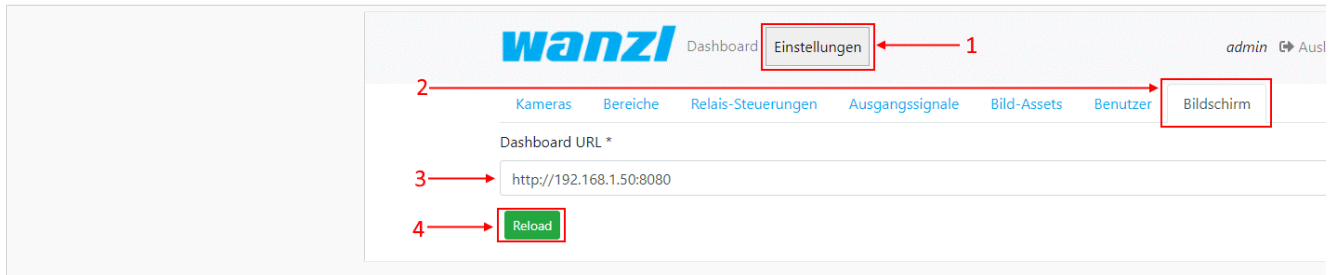 wanzl Dashboard Einstellungen 1 admin Ausl
2
Kameras Bereiche Relais-Steuerungen Ausgangssignale Bild-Assets Benutzer Bildschirm
Dashboard URL *
3 http://192.168.1.50:8080
4 Reload